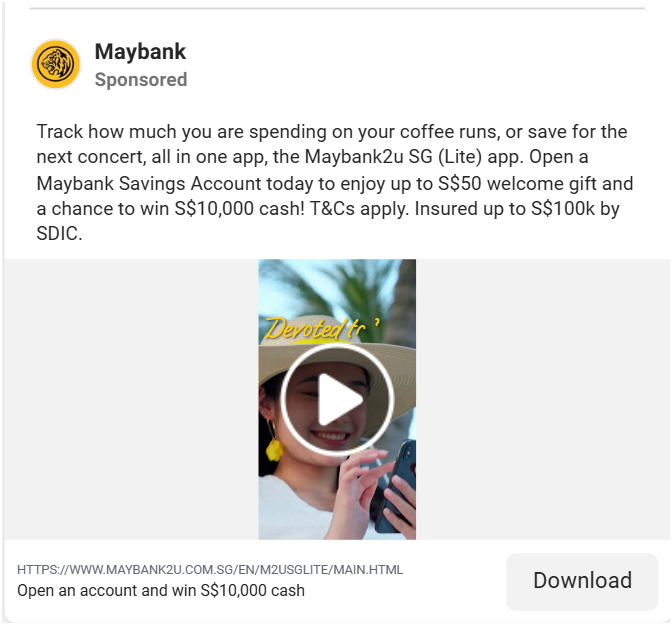 Maybank
Sponsored
Track how much you are spending on your coffee runs, or save for the
next concert, all in one app, the Maybank2u SG (Lite) app. Open a
Maybank Savings Account today to enjoy up to S$50 welcome gift and
a chance to win S$10,000 cash! T&Cs apply. Insured up to S$100k by
SDIC.
Devoted tr
HTTPS://WWW.MAYBANK2U.COM.SG/EN/M2USGLITE/MAIN.HTML
Open an account and win S$10,000 cash
Download